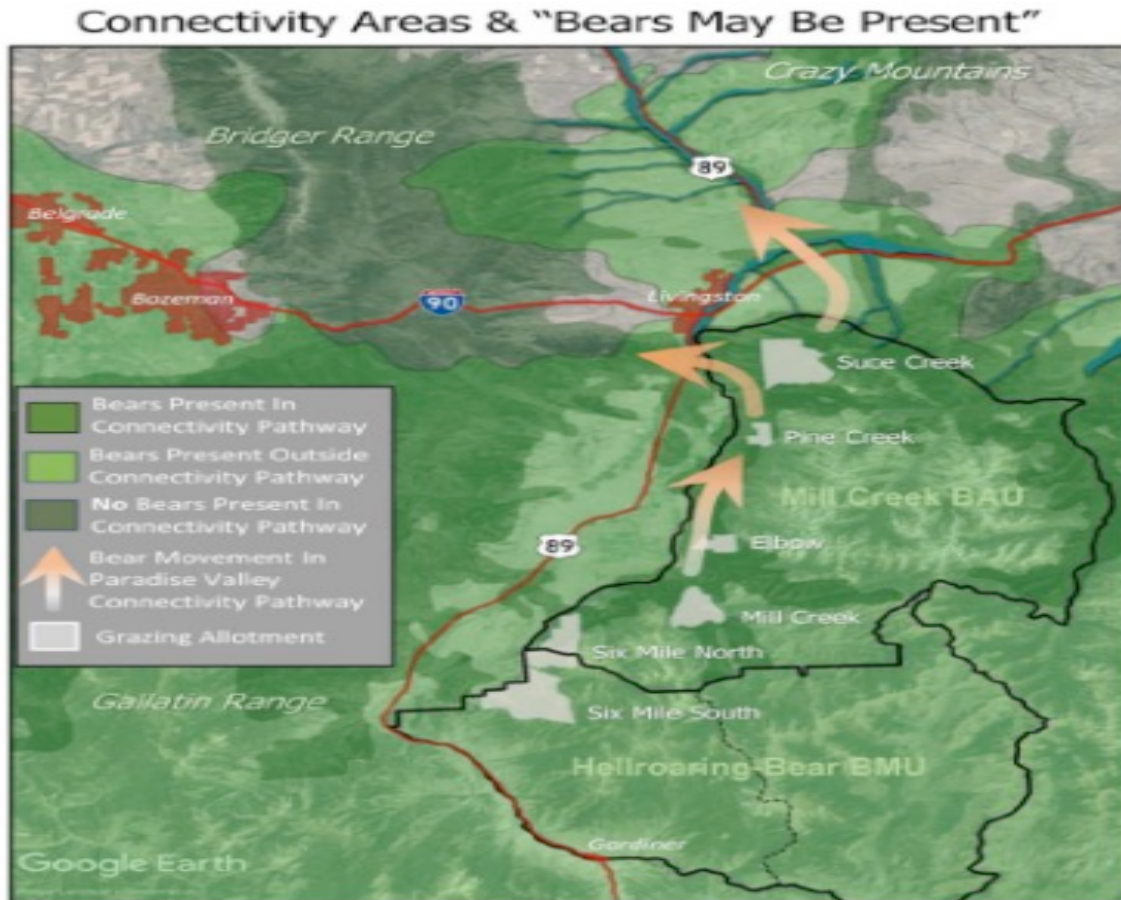 Connectivity Areas & “Bears May Be Present”
Crazy Mountains
Bridger Range
89
Belgrade
Bozeman
90
Livingston
Suce Creek
Bears Present In
Connectivity Pathway
Bears Present Outside
Connectivity Pathway
No Bears Present In
Connectivity Pathway
Bear Movement In
Paradise Valley
Connectivity Pathway
Grazing Allotment
Pine Creek
Mill Creek BAU
89
Elbow
Mill Creek
Six Mile North
Gallatin Range
Six Mile South
Hellroaring-Bear BMU
Gardiner
Google Earth